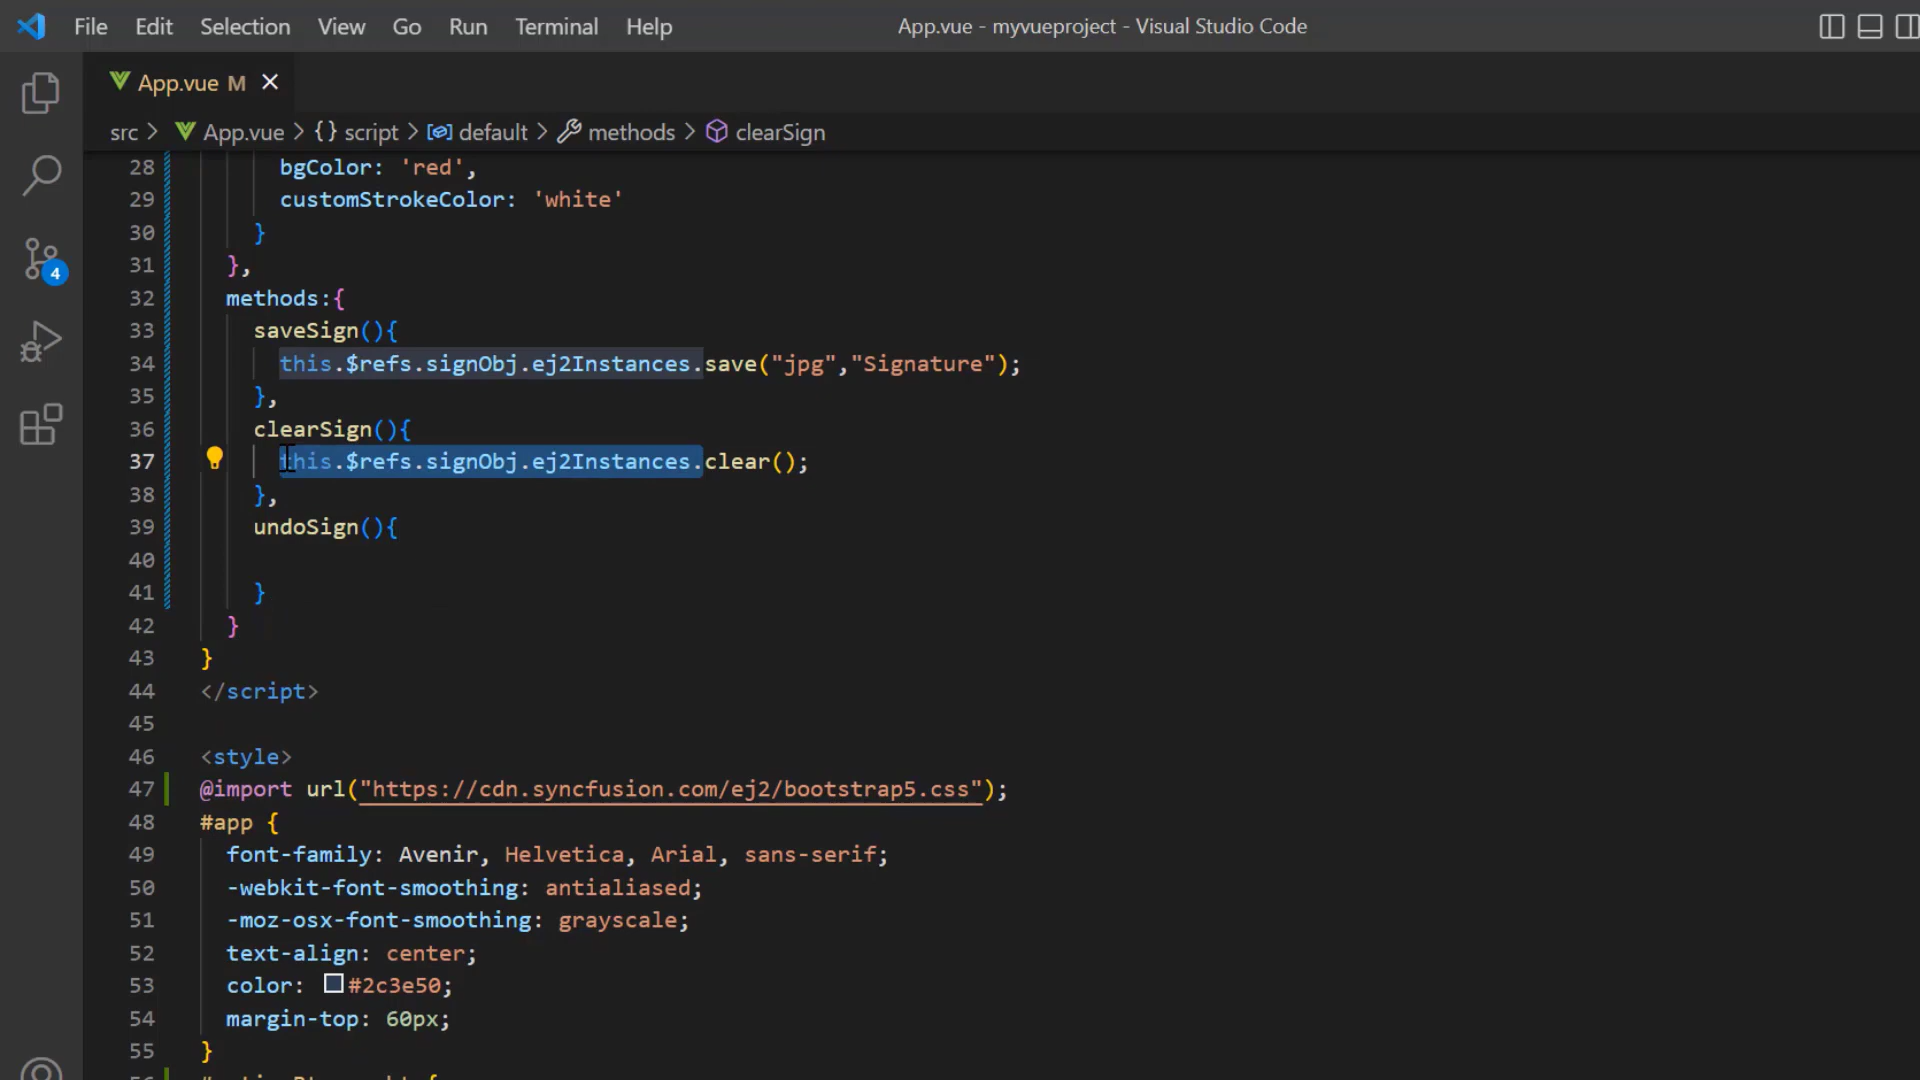 File Edit Selection View Go Run Terminal Help App.vue - myvueproject - Visual Studio Code
App.vue M
src > App.vue > {} script > default > methods > clearSign
28 bgColor: 'red',
29 customStrokeColor: 'white'
30 }
31 },
32 methods:{
33 saveSign(){
34 this.$refs.signObj.ej2Instances.save("jpg","Signature");
35 },
36 clearSign(){
37 this.$refs.signObj.ej2Instances.clear();
38 },
39 undoSign(){
40
41 }
42 }
43 }
44 </script>
45
46 <style>
47 @import url("https://cdn.syncfusion.com/ej2/bootstrap5.css");
48 #app {
49 font-family: Avenir, Helvetica, Arial, sans-serif;
50 -webkit-font-smoothing: antialiased;
51 -moz-osx-font-smoothing: grayscale;
52 text-align: center;
53 color: #2c3e50;
54 margin-top: 60px;
55 }
4